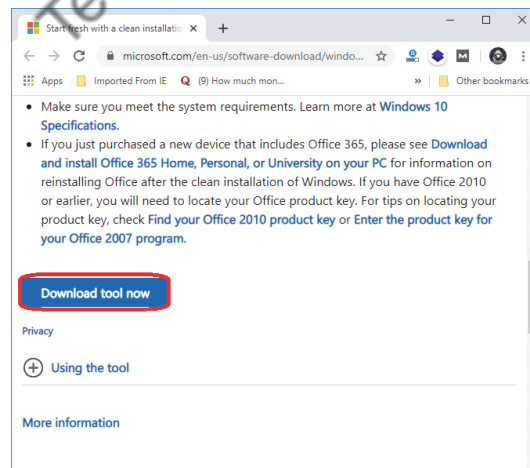 Start fresh with a clean installatio
microsoft.com/en-us/software-download/windo...
Apps Imported From IE Q (9) How much mon... » Other bookmarks
Make sure you meet the system requirements. Learn more at Windows 10
Specifications.
If you just purchased a new device that includes Office 365, please see Download
and install Office 365 Home, Personal, or University on your PC for information on
reinstalling Office after the clean installation of Windows. If you have Office 2010
or earlier, you will need to locate your Office product key. For tips on locating your
product key, check Find your Office 2010 product key or Enter the product key for
your Office 2007 program.
Download tool now
Privacy
Using the tool
More information